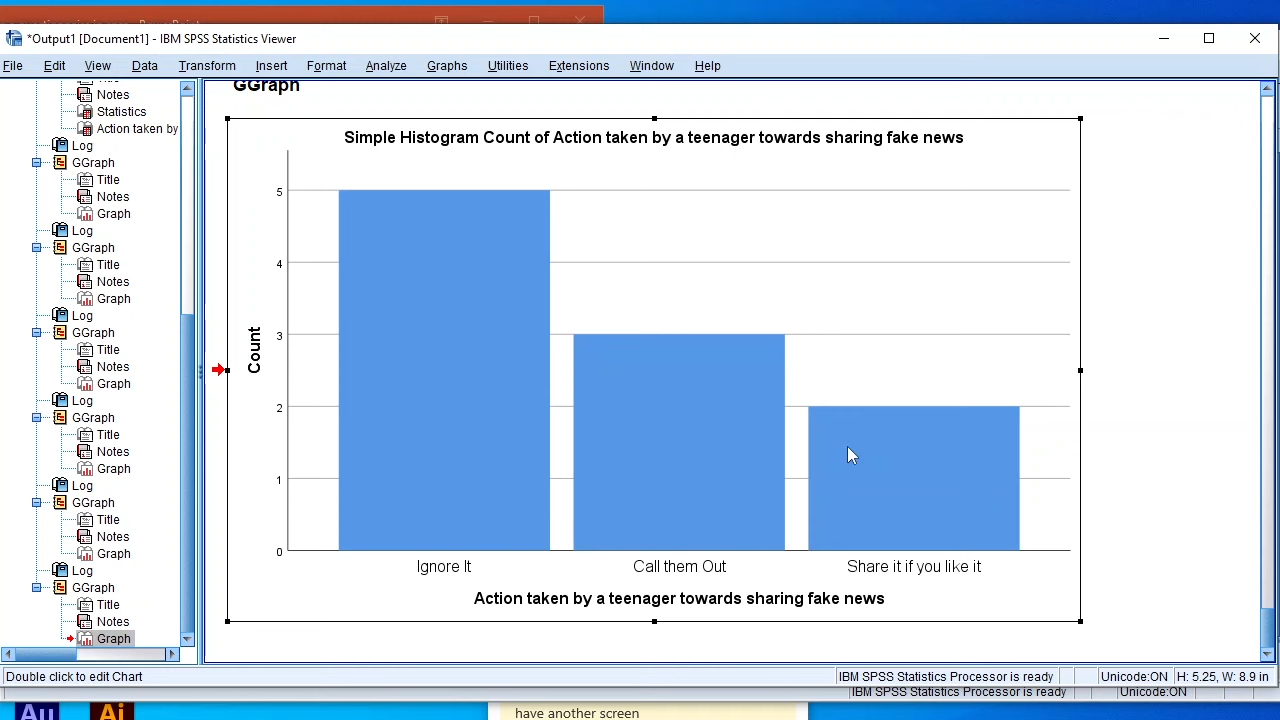 *Output1 [Document1] - IBM SPSS Statistics Viewer
File Edit View Data Transform Insert Format Analyze Graphs Utilities Extensions Window Help
Notes
Statistics
Action taken by
Log
GGraph
Title
Notes
Graph
Log
GGraph
Title
Notes
Graph
Log
GGraph
Title
Notes
Graph
Log
GGraph
Title
Notes
Graph
Log
GGraph
Title
Notes
Graph
Log
GGraph
Title
Notes
Graph
GGraph
Simple Histogram Count of Action taken by a teenager towards sharing fake news
5
4
3
2
1
0
Count
Ignore It Call them Out Share it if you like it
Action taken by a teenager towards sharing fake news
Double click to edit Chart
IBM SPSS Statistics Processor is ready Unicode:ON H: 5.25, W: 8.9 in
IBM SPSS Statistics Processor is ready Unicode:ON
Au Ai
have another screen